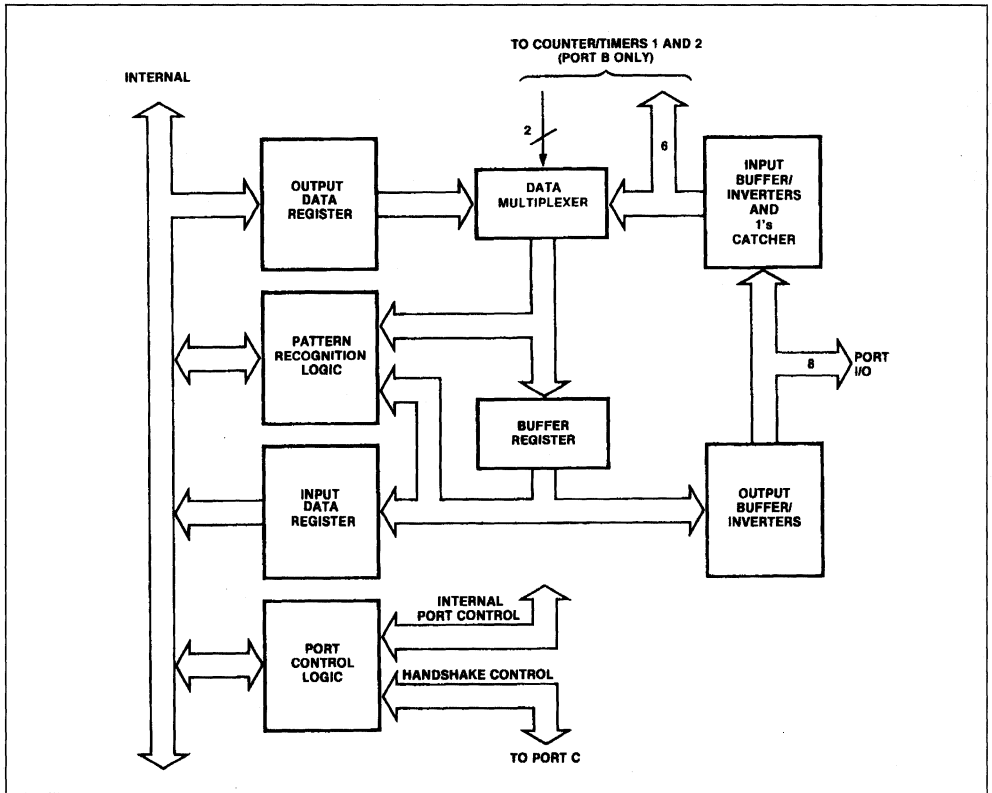 TO COUNTER/TIMERS 1 AND 2
(PORT B ONLY)
INTERNAL
2
6
OUTPUT
DATA
REGISTER
DATA
MULTIPLEXER
INPUT
BUFFER/
INVERTERS
AND
1's
CATCHER
PATTERN
RECOGNITION
LOGIC
8
PORT
I/O
BUFFER
REGISTER
INPUT
DATA
REGISTER
OUTPUT
BUFFER/
INVERTERS
INTERNAL
PORT CONTROL
PORT
CONTROL
LOGIC
HANDSHAKE CONTROL
TO PORT C